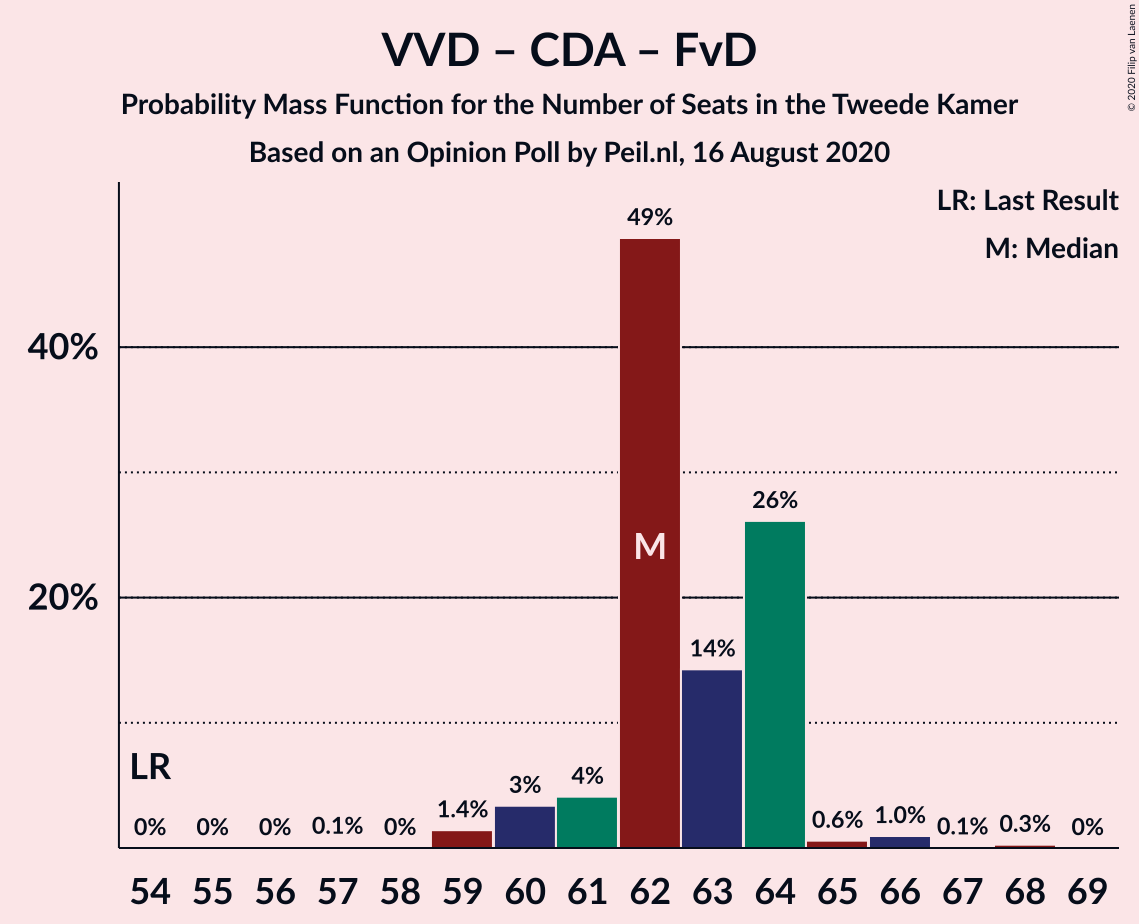 VVD – CDA – FvD
Probability Mass Function for the Number of Seats in the Tweede Kamer
Based on an Opinion Poll by Peil.nl, 16 August 2020
© 2020 Filip van Laenen
LR: Last Result
M: Median
40%
20%
LR
M
0%
0%
0%
0.1%
0%
1.4%
3%
4%
49%
14%
26%
0.6%
1.0%
0.1%
0.3%
0%
54 55 56 57 58 59 60 61 62 63 64 65 66 67 68 69